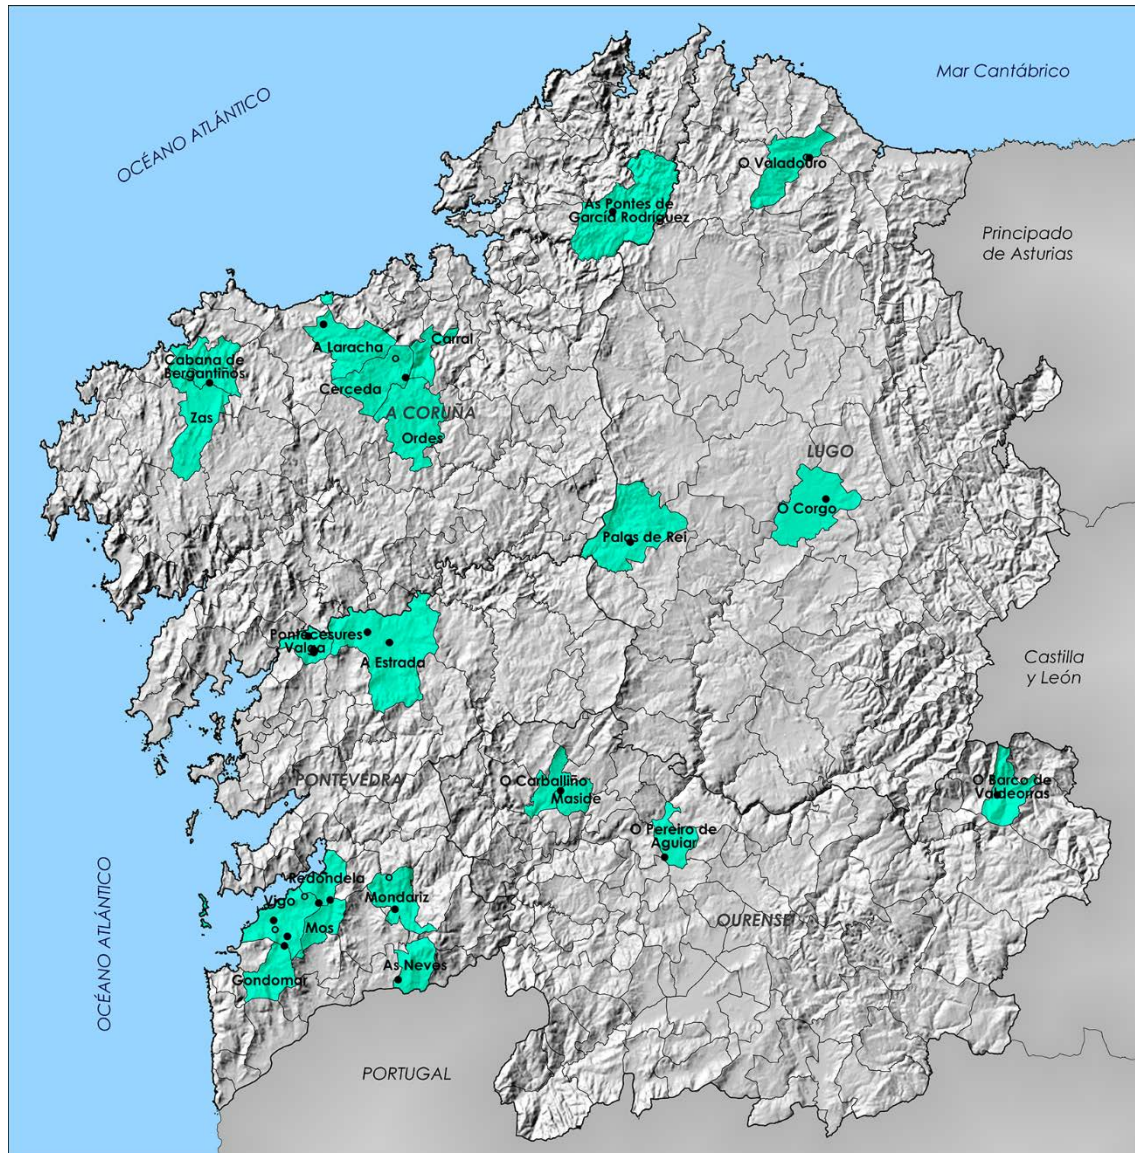 Mar Cantábrico
OCÉANO ATLÁNTICO
O Valadouro
As Pontes de
García Rodríguez
Principado
de Asturias
Carral
A Laracha
Cabana de
Bergantiños
Cerceda
A CORUÑA
Zas
Ordes
LUGO
O Corgo
Palas de Rei
Pontecesures
Valga
A Estrada
Castilla
y León
PONTEVEDRA
O Carballiño
Maside
O Barco de
Valdeorras
O Pereiro de
Aguiar
Redondela
Vigo
Mondariz
Mos
OURENSE
As Neves
Gondomar
OCÉANO ATLÁNTICO
PORTUGAL